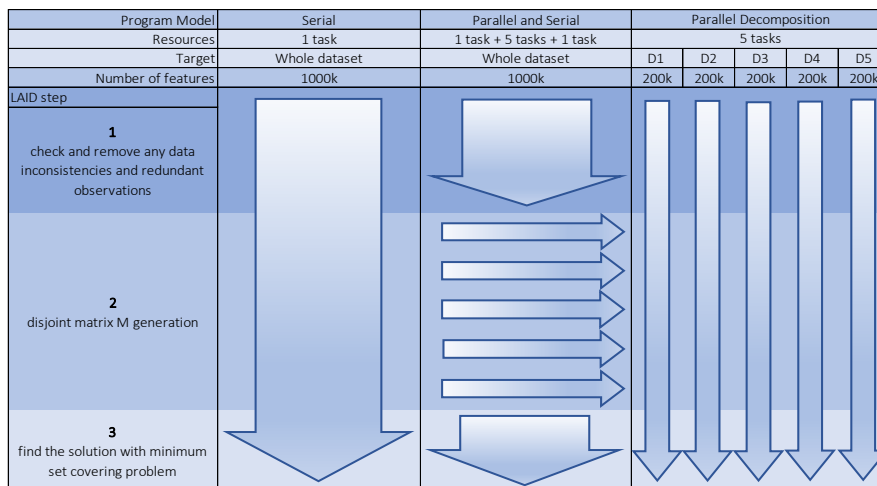 Program Model Serial Parallel and Serial Parallel Decomposition
Resources 1 task 1 task + 5 tasks + 1 task 5 tasks
Target Whole dataset Whole dataset D1 D2 D3 D4 D5
Number of features 1000k 1000k 200k 200k 200k 200k 200k
LAID step
1
check and remove any data
inconsistencies and redundant
observations
2
disjoint matrix M generation
3
find the solution with minimum
set covering problem